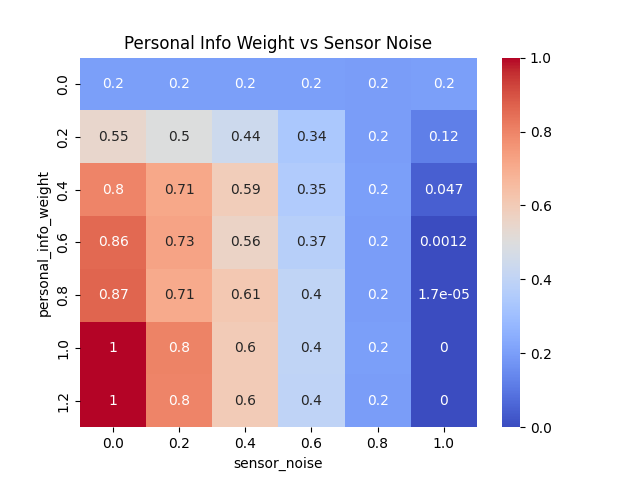 Personal Info Weight vs Sensor Noise
personal_info_weight
0.0 0.2 0.2 0.2 0.2 0.2 0.2
0.2 0.55 0.5 0.44 0.34 0.2 0.12
0.4 0.8 0.71 0.59 0.35 0.2 0.047
0.6 0.86 0.73 0.56 0.37 0.2 0.0012
0.8 0.87 0.71 0.61 0.4 0.2 1.7e-05
1.0 1 0.8 0.6 0.4 0.2 0
1.2 1 0.8 0.6 0.4 0.2 0
0.0 0.2 0.4 0.6 0.8 1.0
sensor_noise
1.0
0.8
0.6
0.4
0.2
0.0